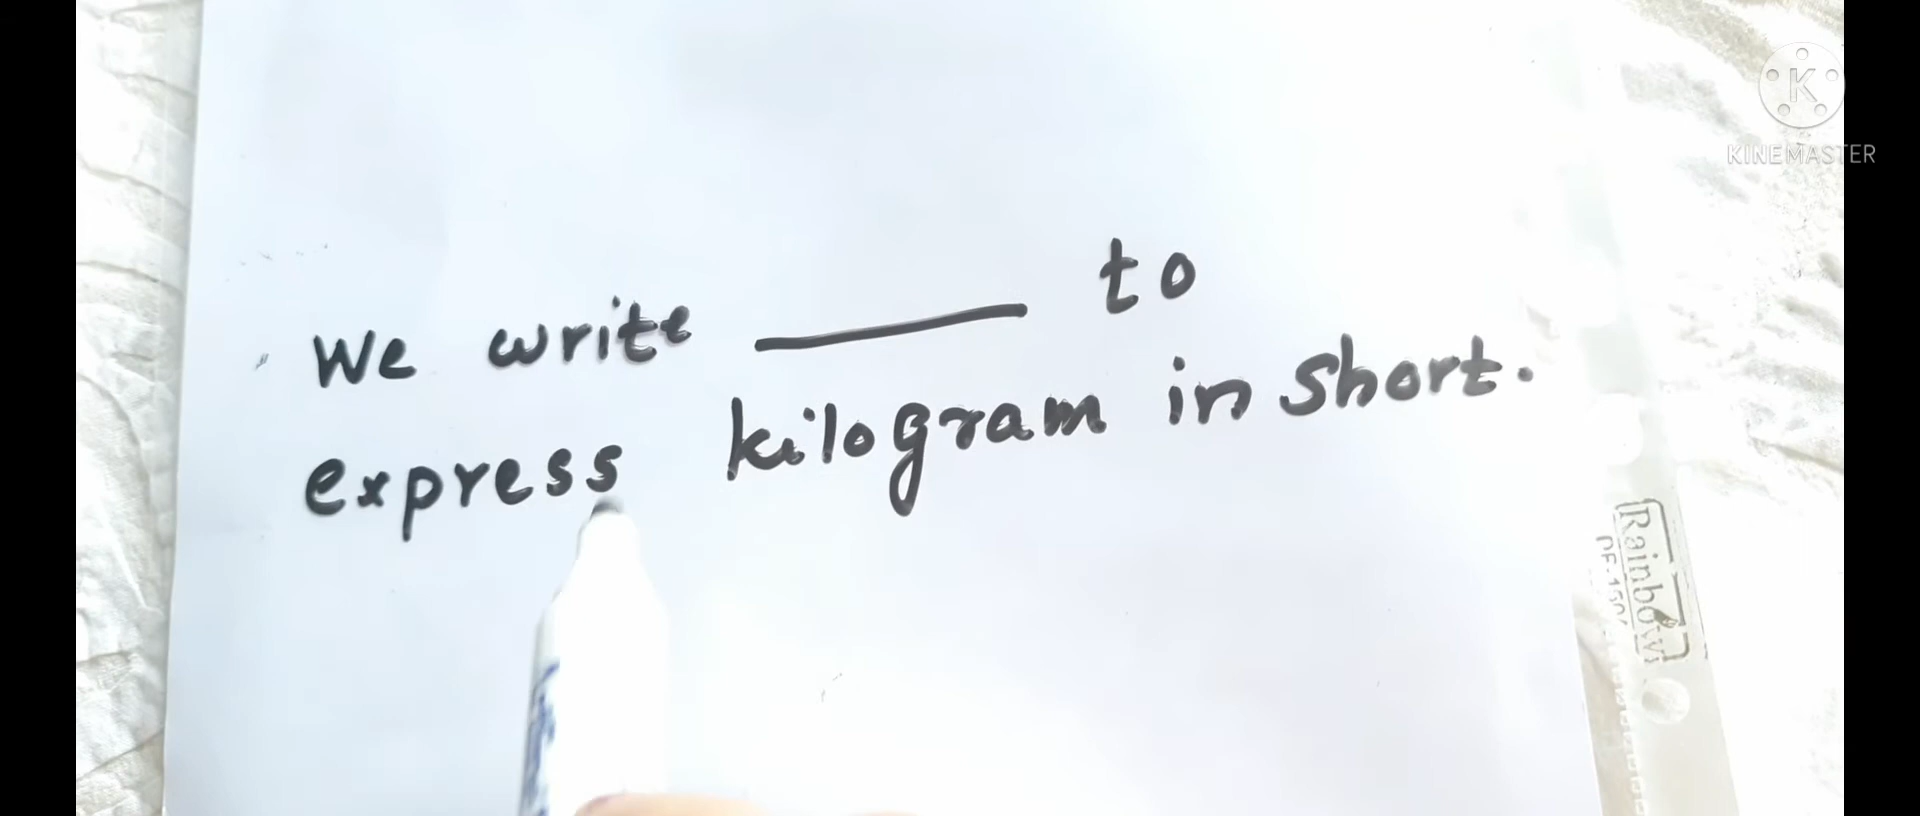 We write ______ to
express kilogram in short.
K
KINEMASTER
Rainbow